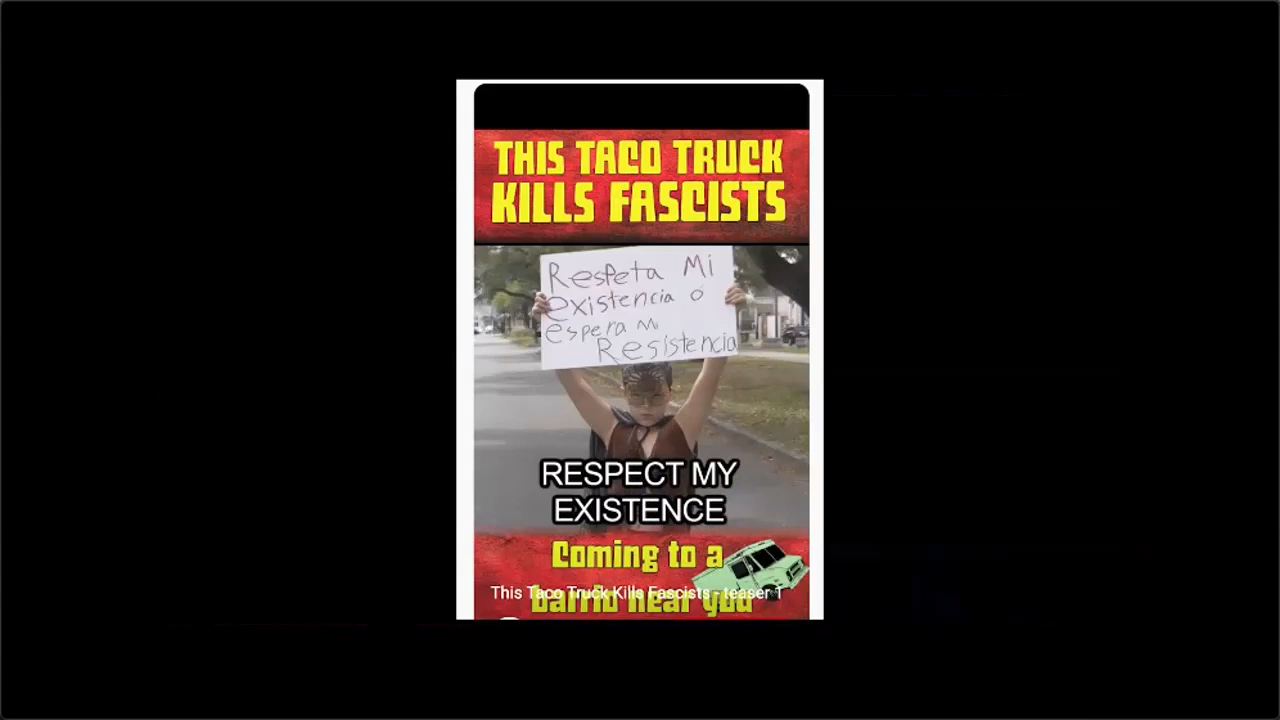 THIS TACO TRUCK
KILLS FASCISTS
Respeta Mi
existencia ó
espera Mi
Resistencia
RESPECT MY
EXISTENCE
Coming to a
This Taco Truck Kills Fascists - teaser 1
barrio near you